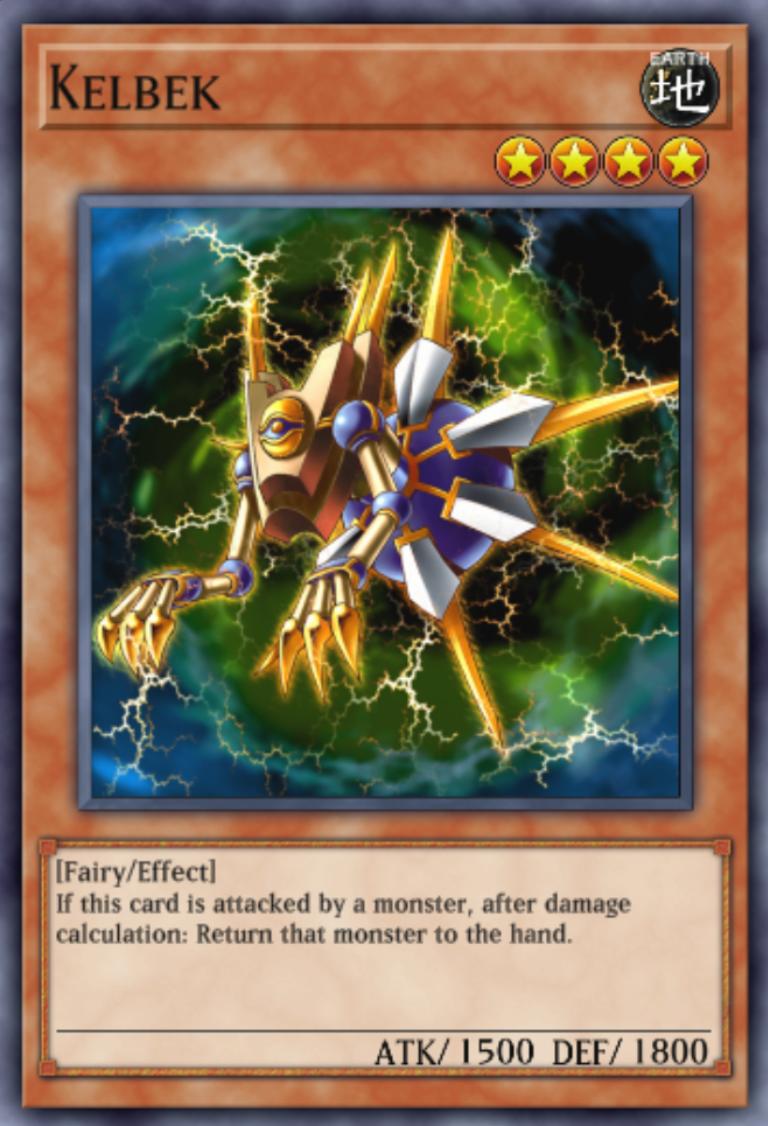 Kelbek
EARTH
地
[Fairy/Effect]
If this card is attacked by a monster, after damage
calculation: Return that monster to the hand.
ATK/ 1500 DEF/ 1800